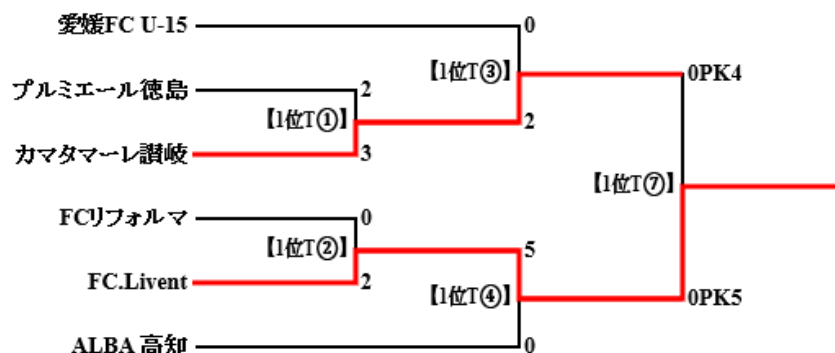 愛媛FC U-15
0
【1位T③】
0PK4
プルミエール徳島
2
【1位T①】
2
カマタマーレ讃岐
3
【1位T⑦】
FCリフォルマ
0
【1位T②】
5
FC.Livent
2
【1位T④】
0PK5
ALBA 高知
0